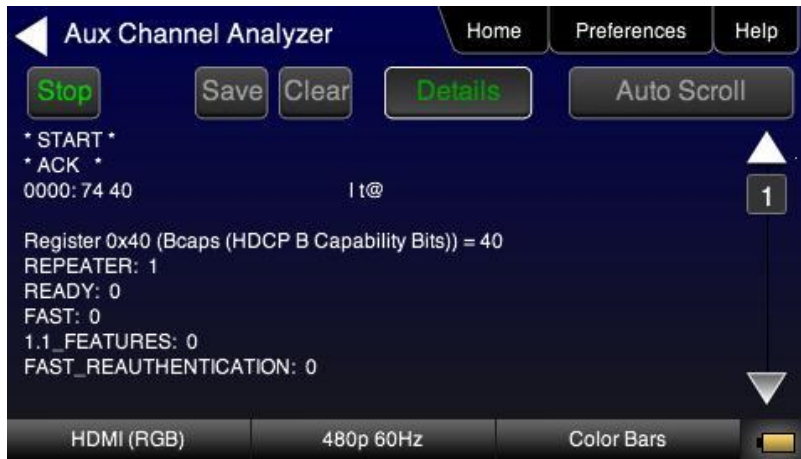 Aux Channel Analyzer
Home
Preferences
Help
Stop
Save
Clear
Details
Auto Scroll
* START *
* ACK *
0000: 74 40 l t@
1
Register 0x40 (Bcaps (HDCP B Capability Bits)) = 40
REPEATER: 1
READY: 0
FAST: 0
1.1_FEATURES: 0
FAST_REAUTHENTICATION: 0
HDMI (RGB)
480p 60Hz
Color Bars